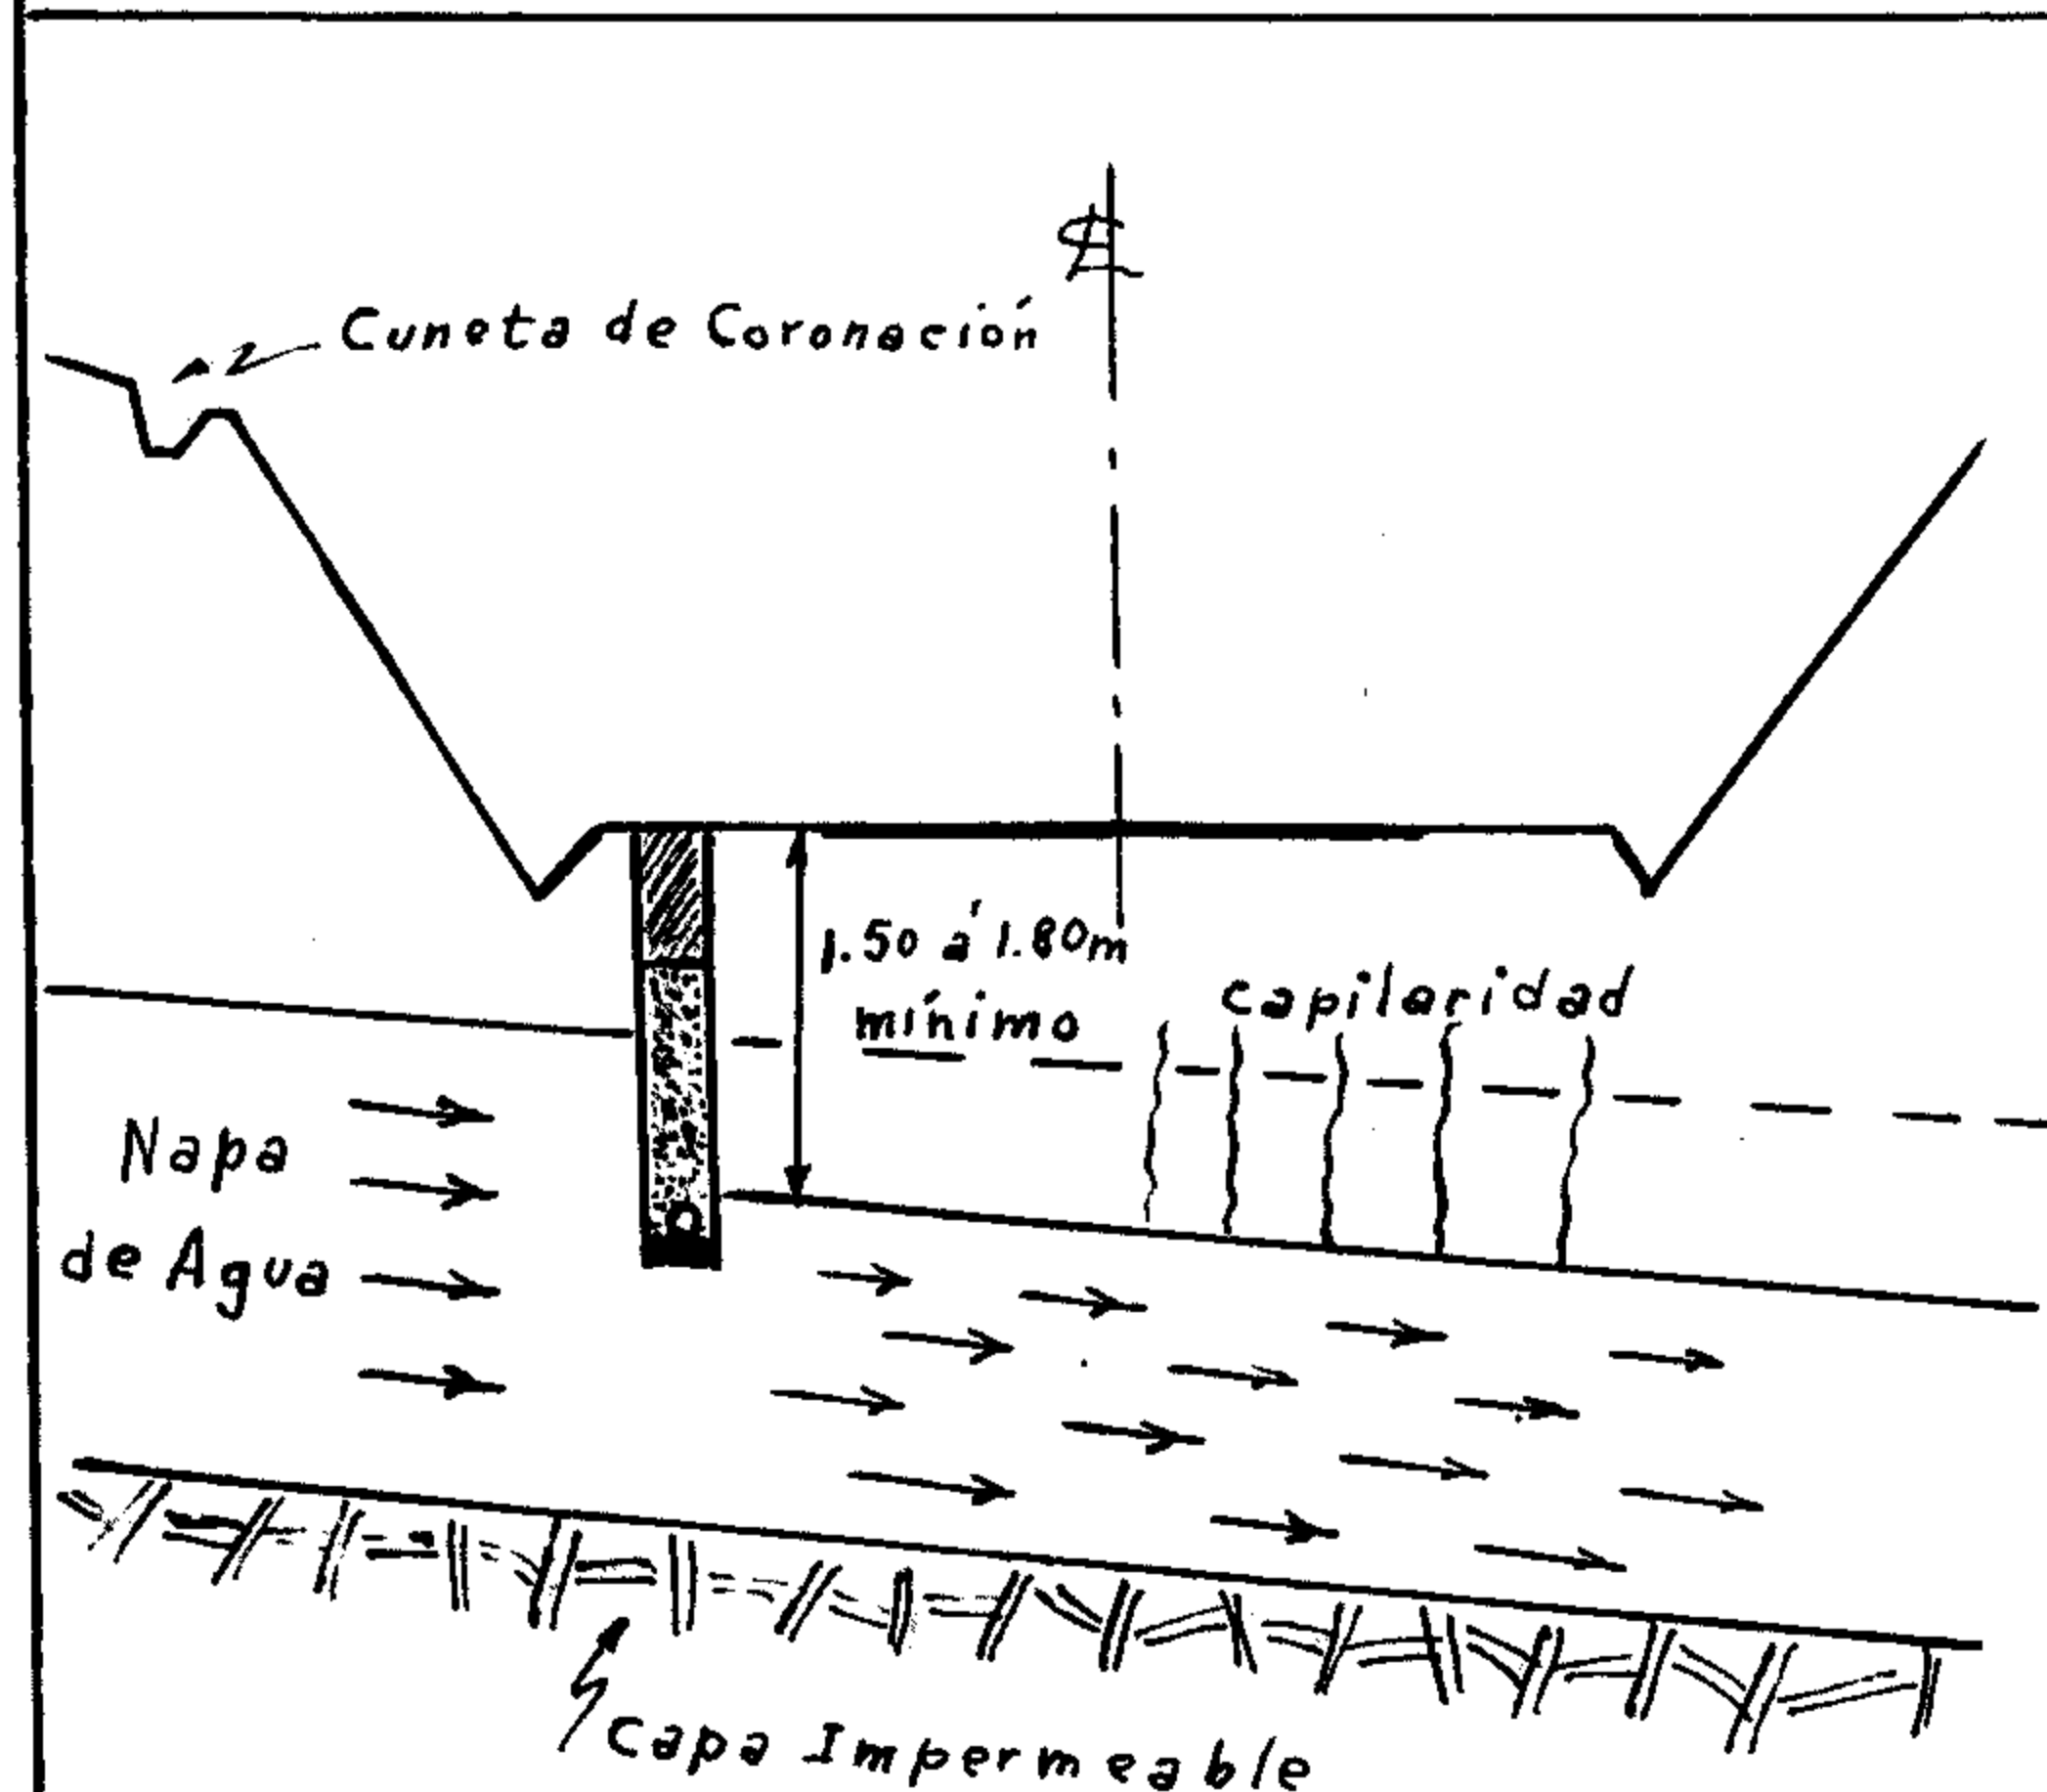 Cuneta de Coronación
1.50 á 1.80m
mínimo
capilaridad
Napa
de Agua
Capa Impermeable